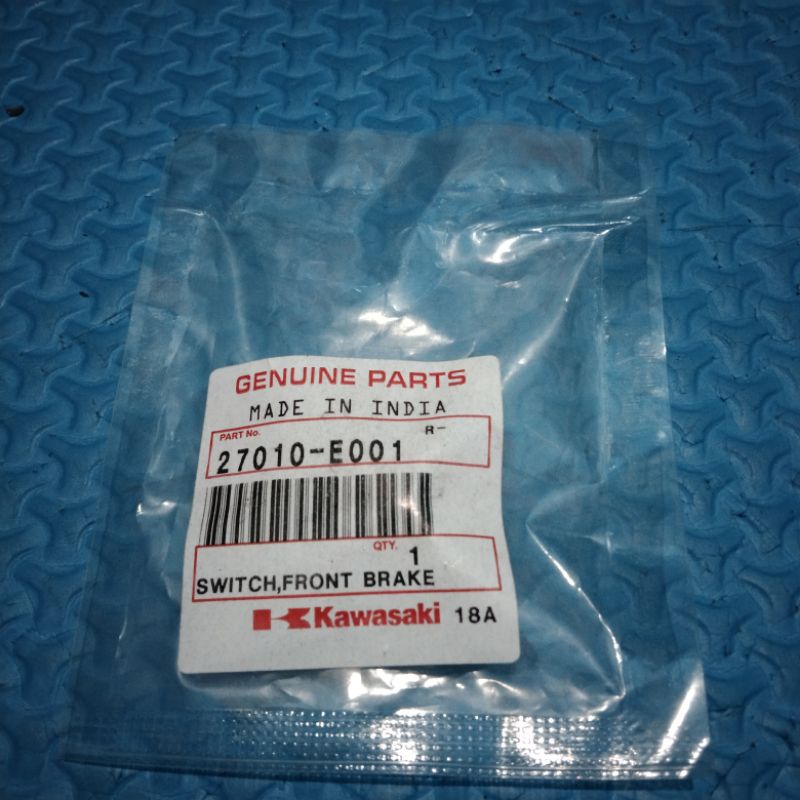 GENUINE PARTS
MADE IN INDIA
PART No. R-
27010-E001
QTY. 1
SWITCH,FRONT BRAKE
Kawasaki 18A